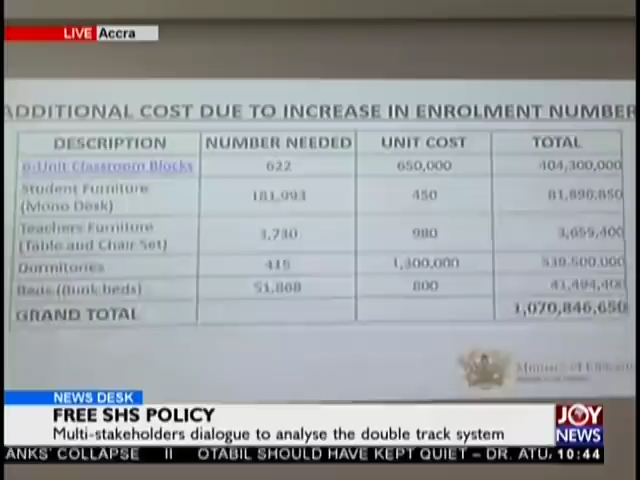 LIVE Accra
ADDITIONAL COST DUE TO INCREASE IN ENROLMENT NUMBER
DESCRIPTION NUMBER NEEDED UNIT COST TOTAL
6-Unit Classroom Blocks 622 650,000 404,300,000
Student Furniture
(Mono Desk) 181,993 450 81,896,850
Teachers Furniture
(Table and Chair Set) 3,730 980 3,655,400
Dormitories 415 1,300,000 539,500,000
Beds (Bunk beds) 51,868 800 41,494,400
GRAND TOTAL 1,070,846,650
Ministry of
NEWS DESK
FREE SHS POLICY
Multi-stakeholders dialogue to analyse the double track system
JOY
NEWS
ANKS' COLLAPSE II OTABIL SHOULD HAVE KEPT QUIET – DR. ATU 10:44